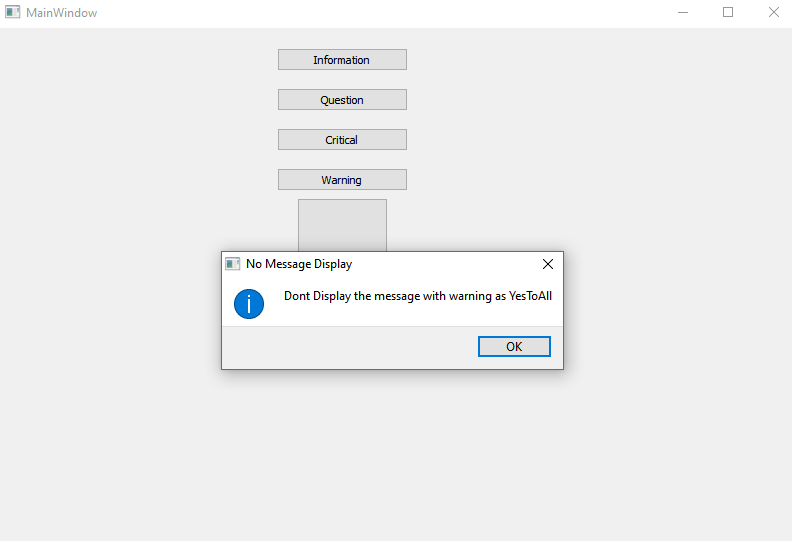 MainWindow
Information
Question
Critical
Warning
No Message Display
Dont Display the message with warning as YesToAll
OK